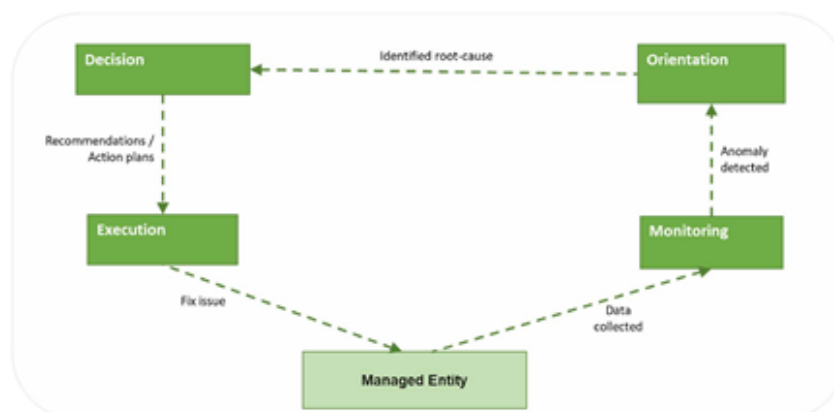 Decision
Identified root-cause
Orientation
Recommendations /
Action plans
Anomaly
detected
Execution
Monitoring
Fix issue
Data
collected
Managed Entity